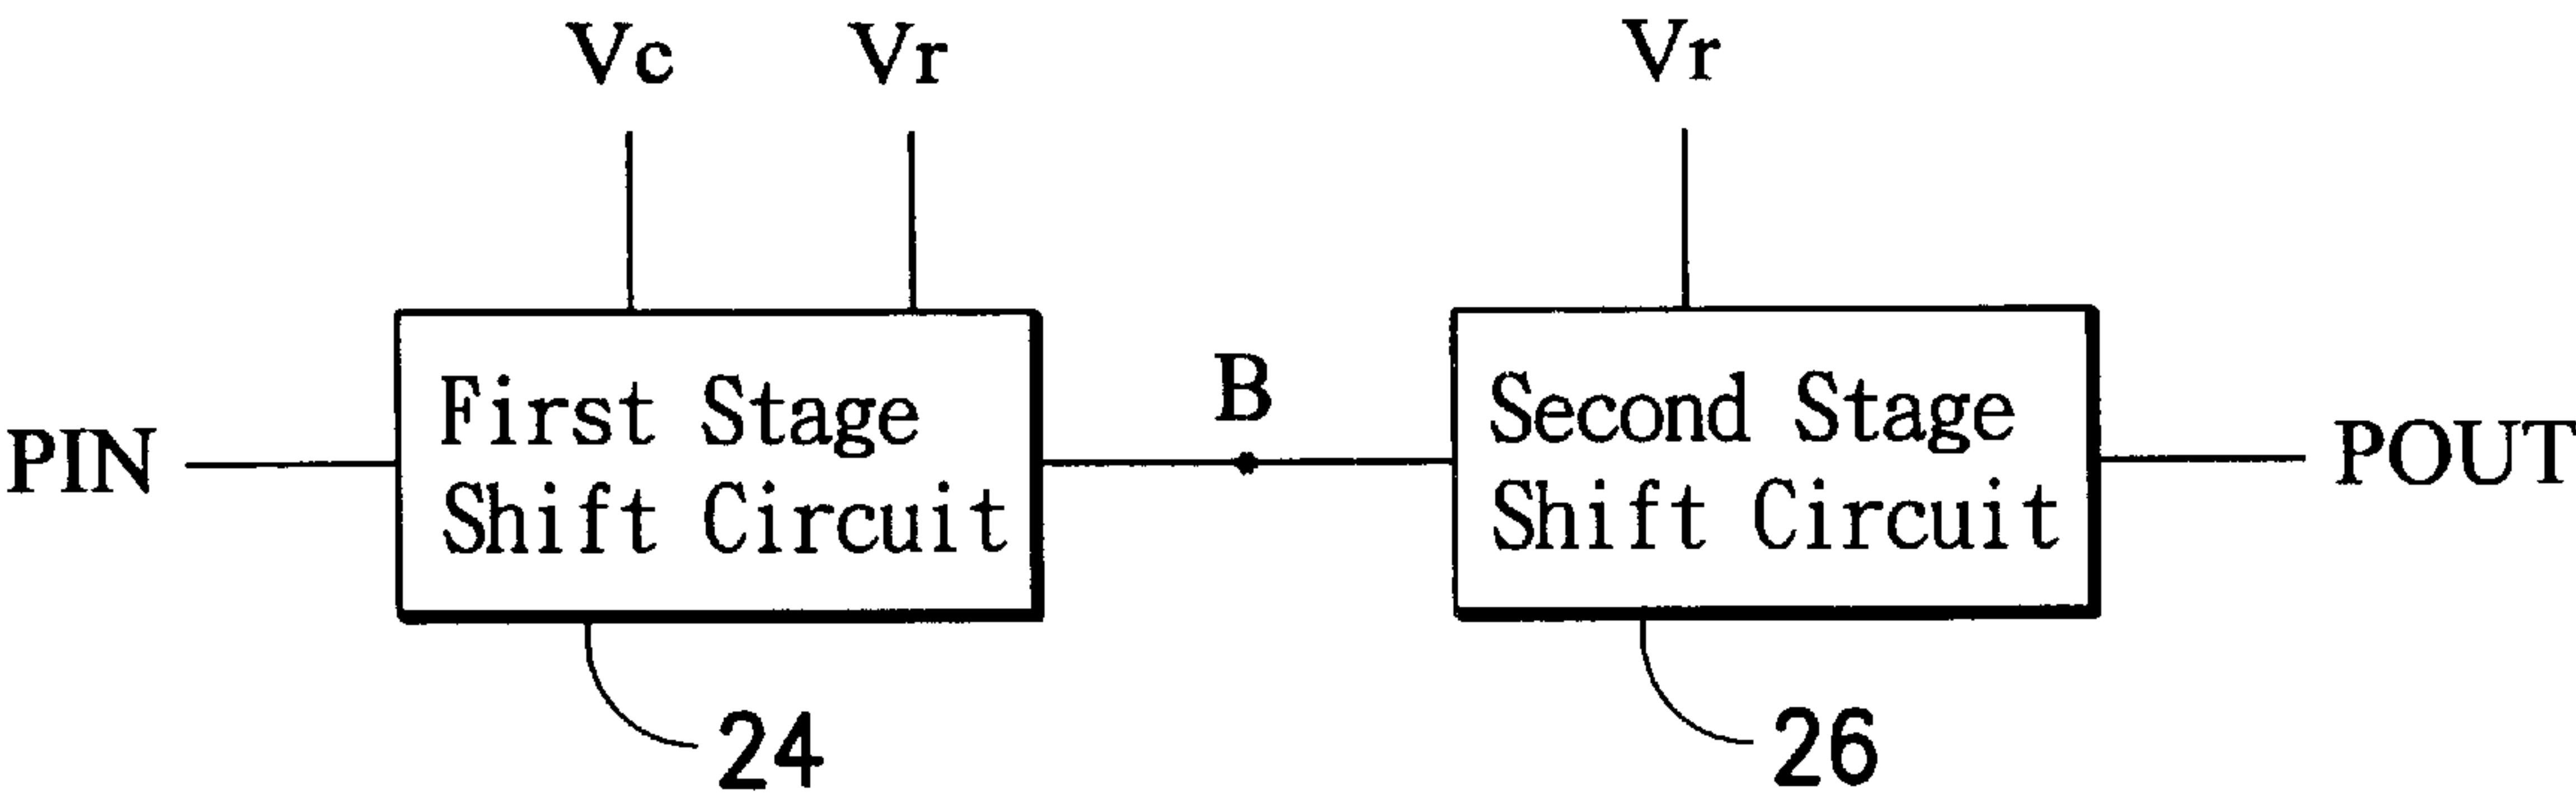 Vc
Vr
Vr
PIN
First Stage
Shift Circuit
B
Second Stage
Shift Circuit
POUT
24
26